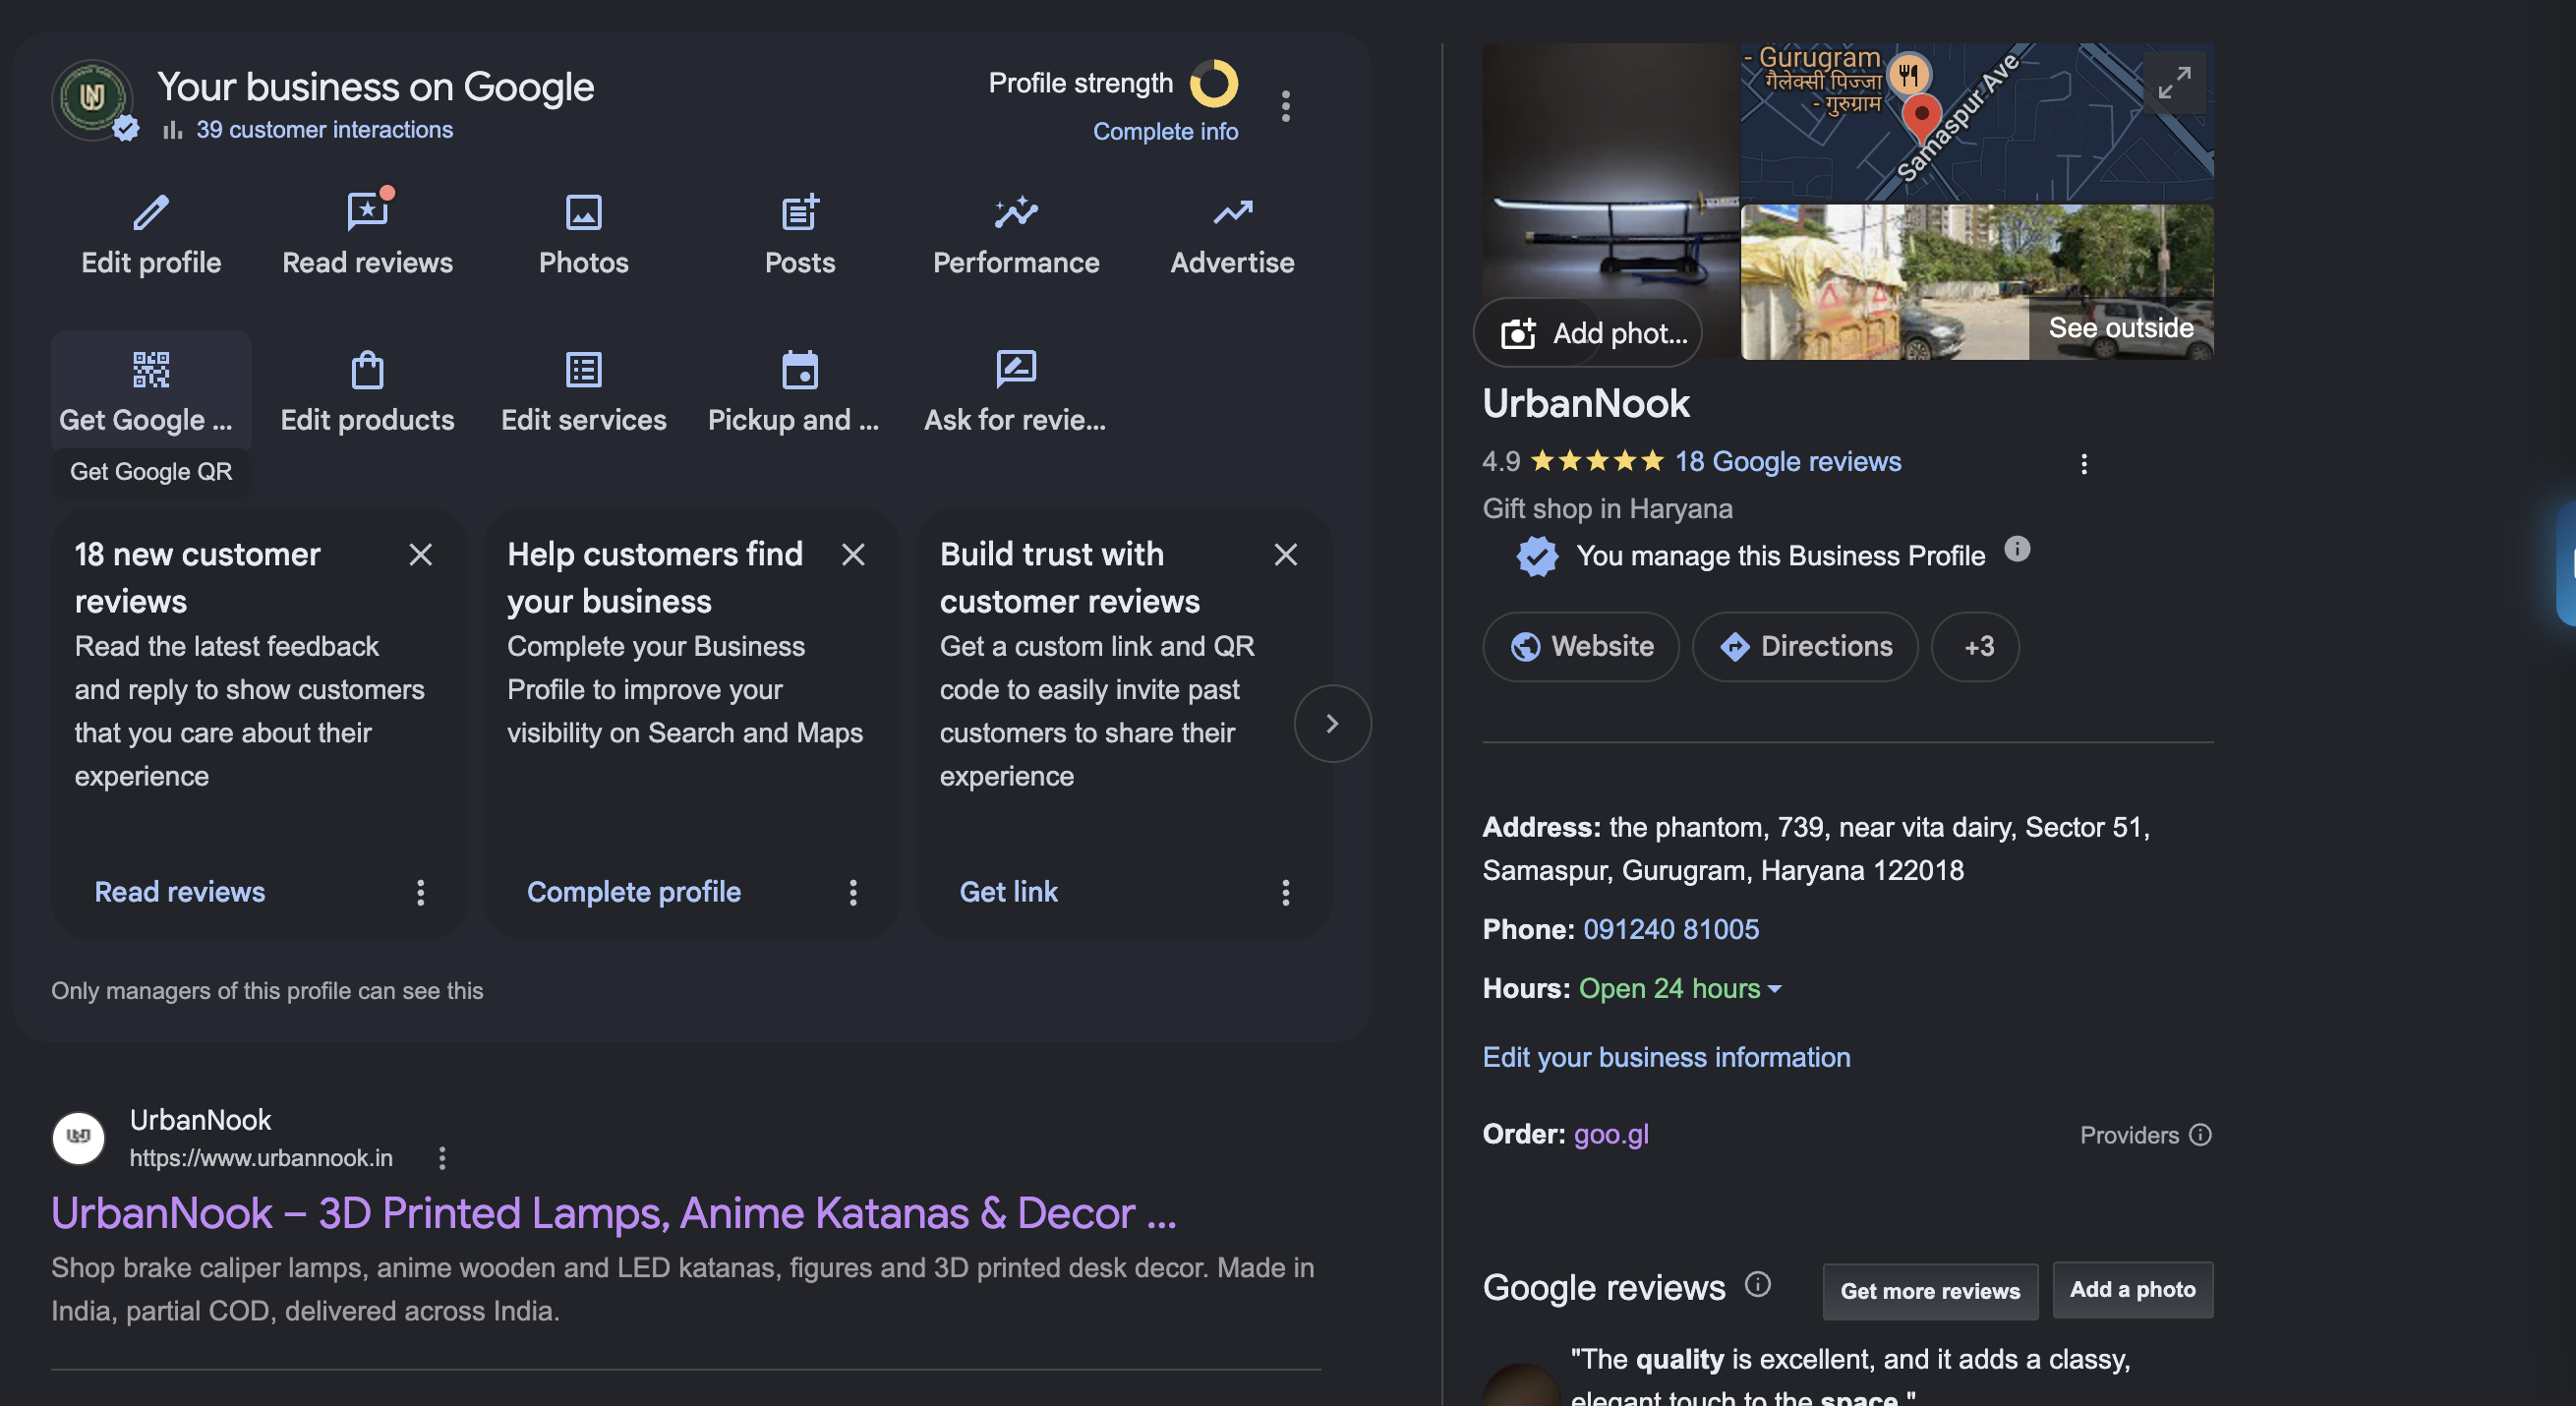 Your business on Google
39 customer interactions
Profile strength
Complete info
Edit profile
Read reviews
Photos
Posts
Performance
Advertise
Get Google ...
Edit products
Edit services
Pickup and ...
Ask for revie...
Get Google QR
18 new customer
reviews
Read the latest feedback
and reply to show customers
that you care about their
experience
Read reviews
Help customers find
your business
Complete your Business
Profile to improve your
visibility on Search and Maps
Complete profile
Build trust with
customer reviews
Get a custom link and QR
code to easily invite past
customers to share their
experience
Get link
Only managers of this profile can see this
UrbanNook
https://www.urbannook.in
UrbanNook – 3D Printed Lamps, Anime Katanas & Decor ...
Shop brake caliper lamps, anime wooden and LED katanas, figures and 3D printed desk decor. Made in
India, partial COD, delivered across India.
- Gurugram
गैलेक्सी पिज्जा
- गुरुग्राम
Samaspur Ave
Add phot...
See outside
UrbanNook
4.9 18 Google reviews
Gift shop in Haryana
You manage this Business Profile
Website
Directions
+3
Address: the phantom, 739, near vita dairy, Sector 51,
Samaspur, Gurugram, Haryana 122018
Phone: 091240 81005
Hours: Open 24 hours
Edit your business information
Order: goo.gl
Providers
Google reviews
Get more reviews
Add a photo
"The quality is excellent, and it adds a classy,
elegant touch to the space."